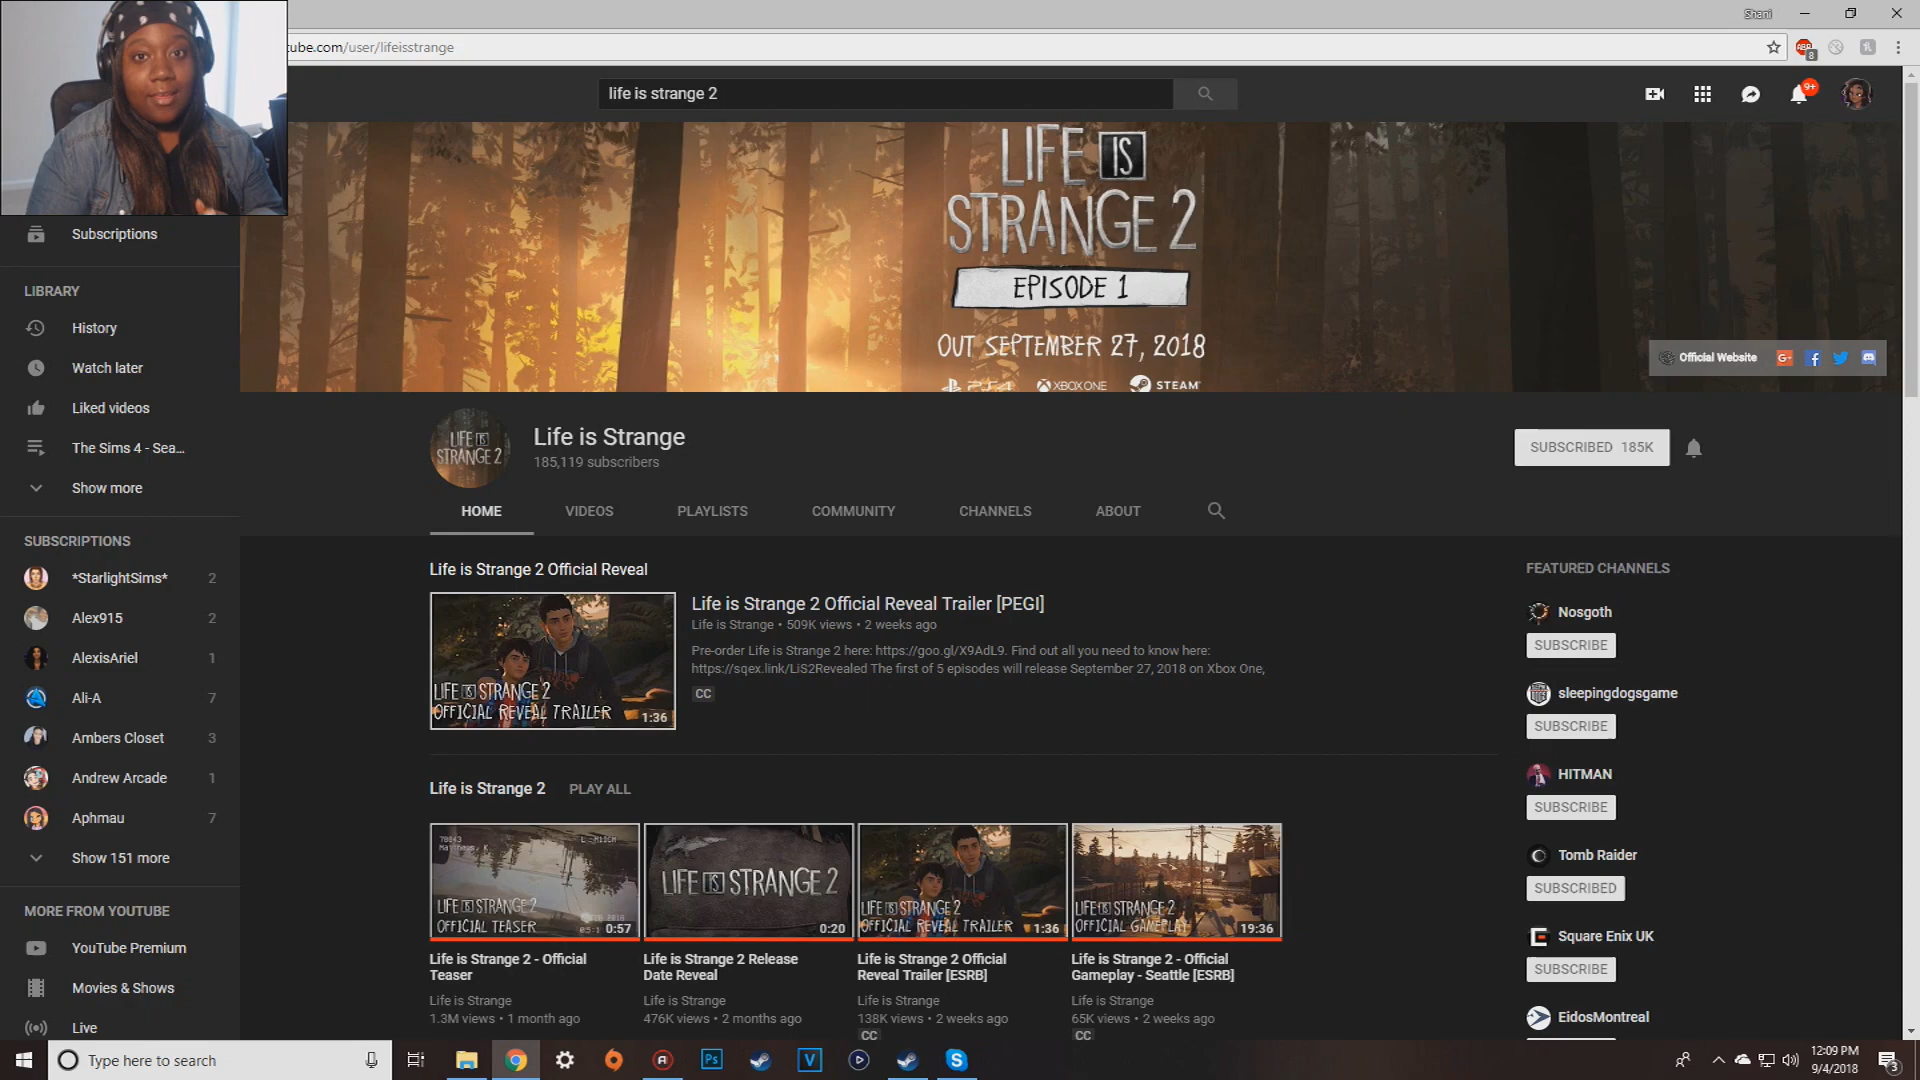 Shani
tube.com/user/lifeisstrange
ABP
8
life is strange 2
9+
LIFE IS
STRANGE 2
EPISODE 1
OUT SEPTEMBER 27, 2018
PS4 XBOX ONE STEAM
Official Website G+
Subscriptions
LIBRARY
History
Watch later
Liked videos
The Sims 4 - Sea...
Show more
SUBSCRIPTIONS
*StarlightSims* 2
Alex915 2
AlexisAriel 1
Ali-A 7
Ambers Closet 3
Andrew Arcade 1
Aphmau 7
Show 151 more
MORE FROM YOUTUBE
YouTube Premium
Movies & Shows
Live
LIFE IS
STRANGE 2
Life is Strange
185,119 subscribers
SUBSCRIBED 185K
HOME VIDEOS PLAYLISTS COMMUNITY CHANNELS ABOUT
Life is Strange 2 Official Reveal
LIFE IS STRANGE 2
OFFICIAL REVEAL TRAILER
1:36
Life is Strange 2 Official Reveal Trailer [PEGI]
Life is Strange • 509K views • 2 weeks ago
Pre-order Life is Strange 2 here: https://goo.gl/X9AdL9. Find out all you need to know here:
https://sqex.link/LiS2Revealed The first of 5 episodes will release September 27, 2018 on Xbox One,
CC
Life is Strange 2 PLAY ALL
LIFE IS STRANGE 2
OFFICIAL TEASER
0:57
Life is Strange 2 - Official
Teaser
Life is Strange
1.3M views • 1 month ago
LIFE IS STRANGE 2
0:20
Life is Strange 2 Release
Date Reveal
Life is Strange
476K views • 2 months ago
LIFE IS STRANGE 2
OFFICIAL REVEAL TRAILER
1:36
Life is Strange 2 Official
Reveal Trailer [ESRB]
Life is Strange
138K views • 2 weeks ago
CC
LIFE IS STRANGE 2
OFFICIAL GAMEPLAY
19:36
Life is Strange 2 - Official
Gameplay - Seattle [ESRB]
Life is Strange
65K views • 2 weeks ago
CC
FEATURED CHANNELS
Nosgoth
SUBSCRIBE
sleepingdogsgame
SUBSCRIBE
HITMAN
SUBSCRIBE
Tomb Raider
SUBSCRIBED
Square Enix UK
SUBSCRIBE
EidosMontreal
Type here to search
Ps
V
S
12:09 PM
9/4/2018
3